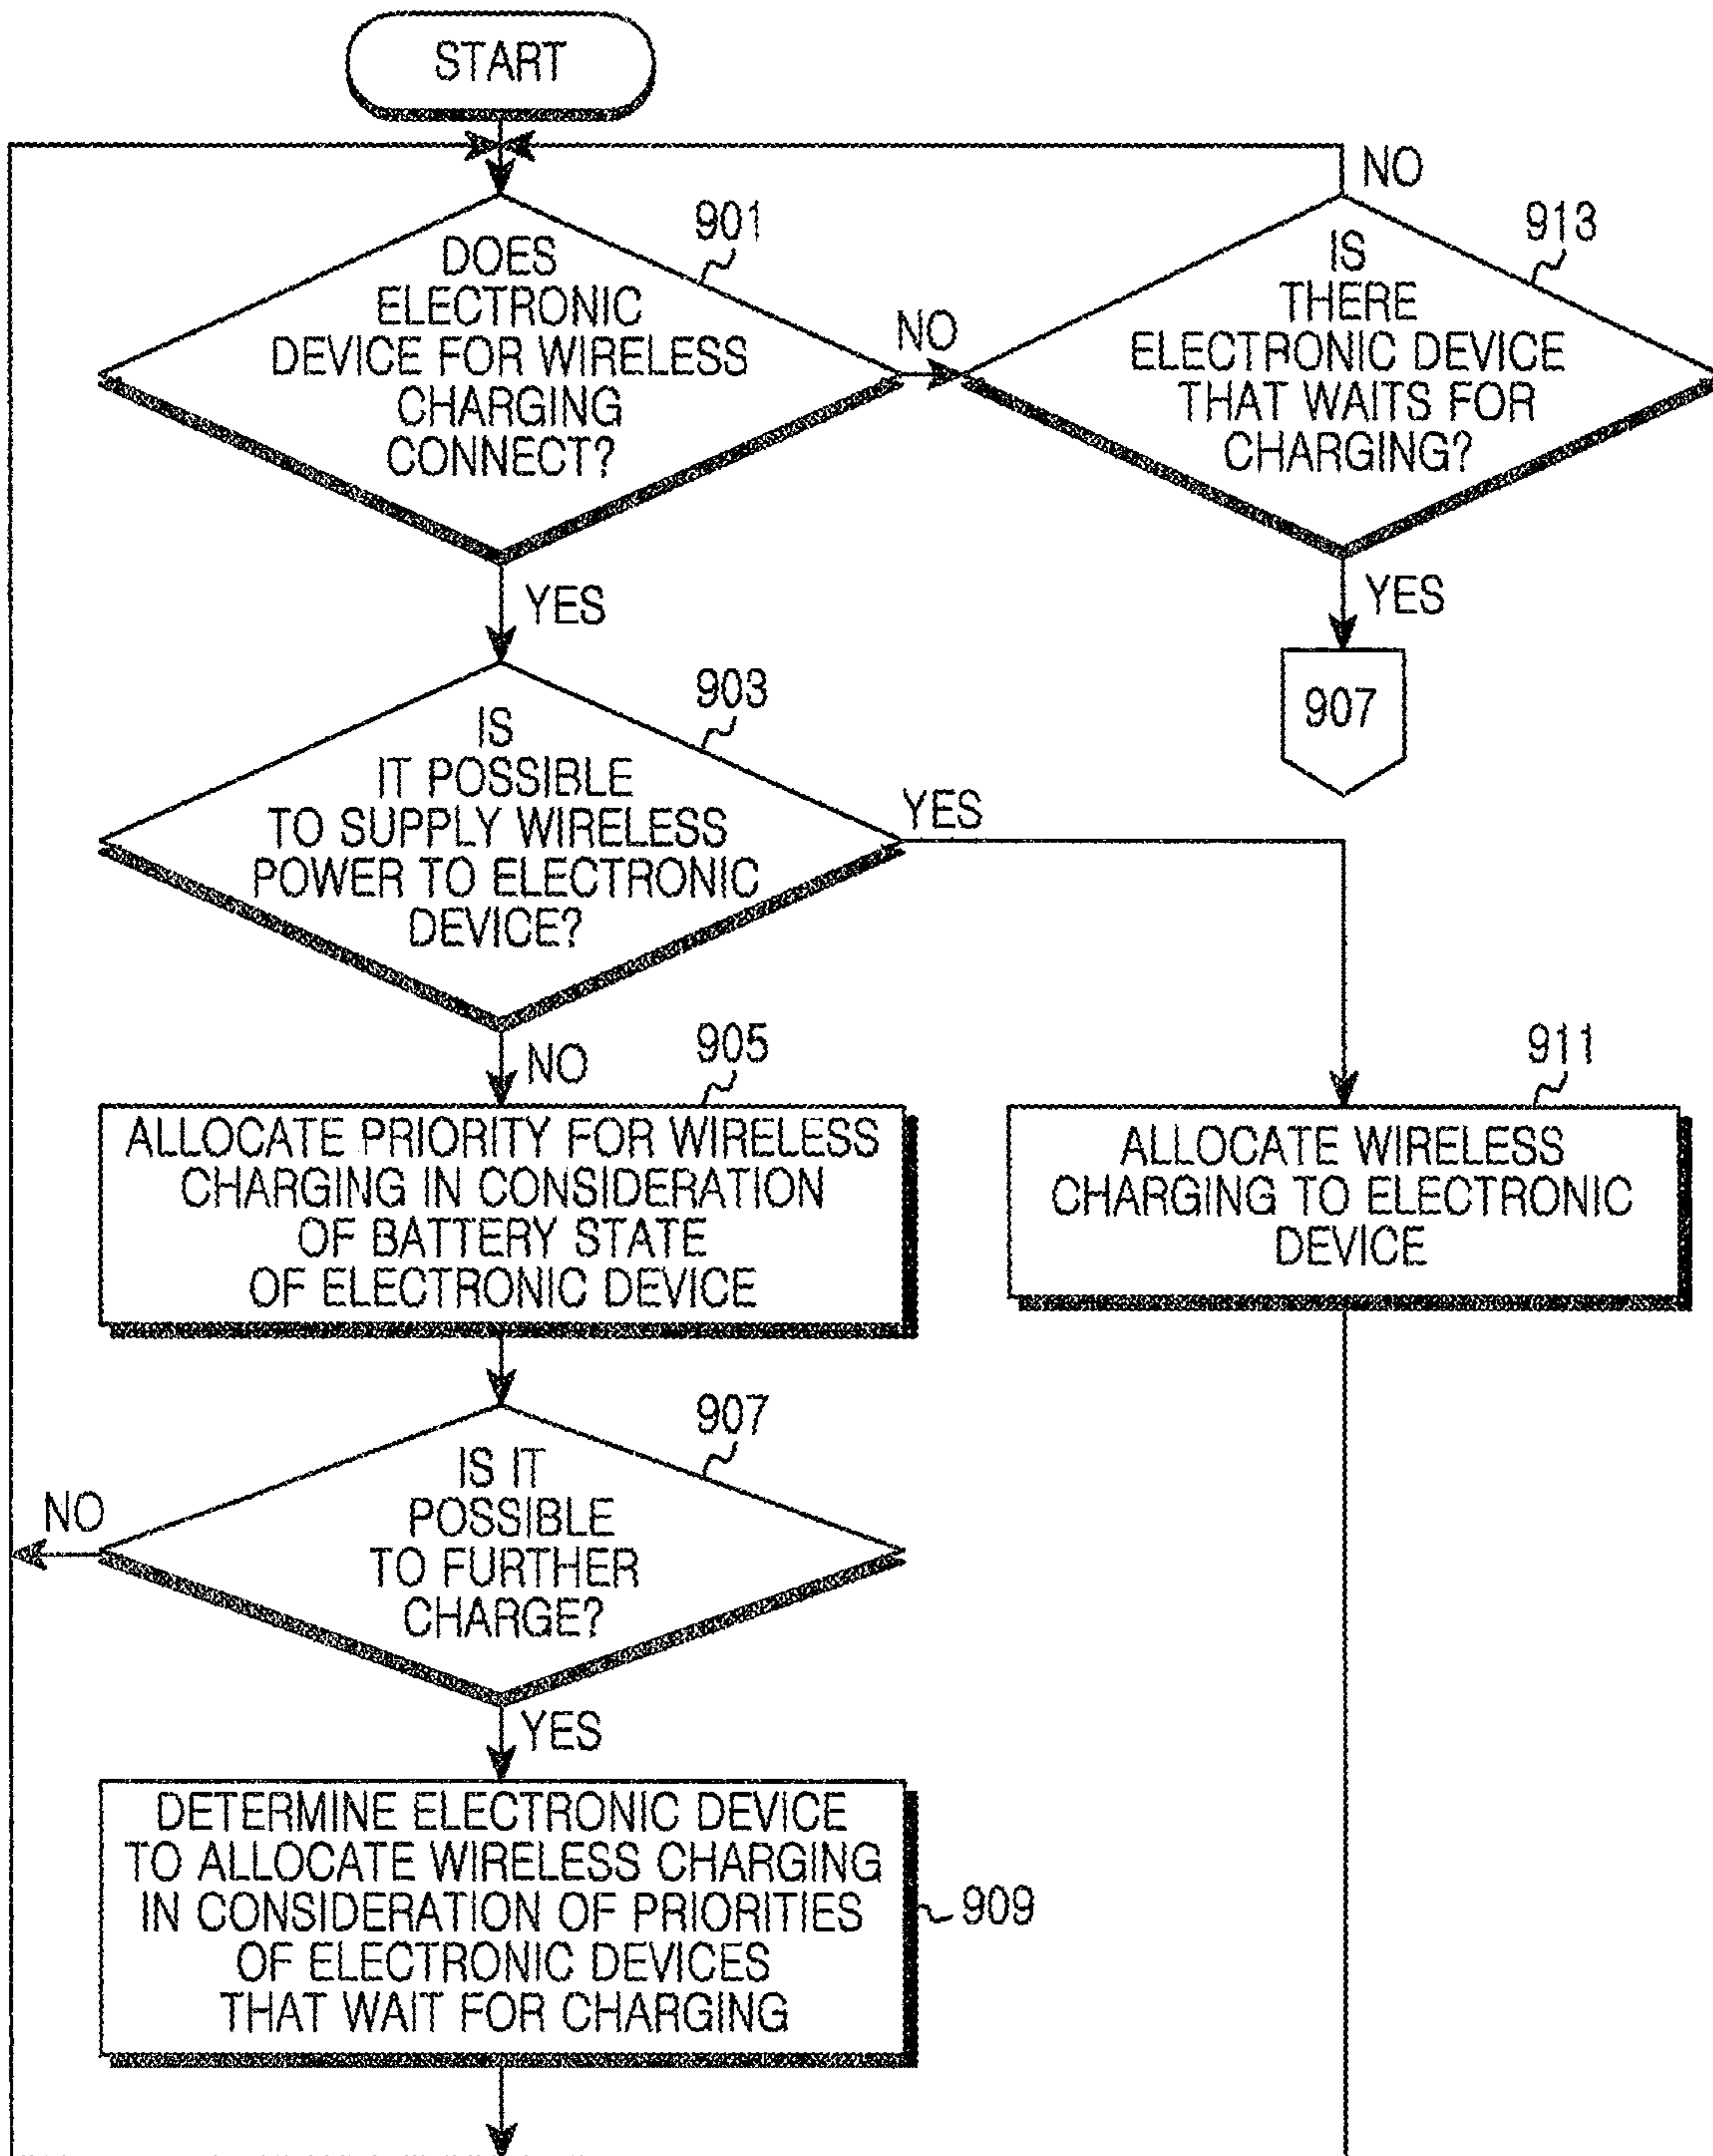 START
901
DOES
ELECTRONIC
DEVICE FOR WIRELESS
CHARGING
CONNECT?
NO
913
IS
THERE
ELECTRONIC DEVICE
THAT WAITS FOR
CHARGING?
NO
YES
907
YES
903
IS
IT POSSIBLE
TO SUPPLY WIRELESS
POWER TO ELECTRONIC
DEVICE?
YES
NO
905
ALLOCATE PRIORITY FOR WIRELESS
CHARGING IN CONSIDERATION
OF BATTERY STATE
OF ELECTRONIC DEVICE
911
ALLOCATE WIRELESS
CHARGING TO ELECTRONIC
DEVICE
907
IS IT
POSSIBLE
TO FURTHER
CHARGE?
NO
YES
DETERMINE ELECTRONIC DEVICE
TO ALLOCATE WIRELESS CHARGING
IN CONSIDERATION OF PRIORITIES
OF ELECTRONIC DEVICES
THAT WAIT FOR CHARGING
909